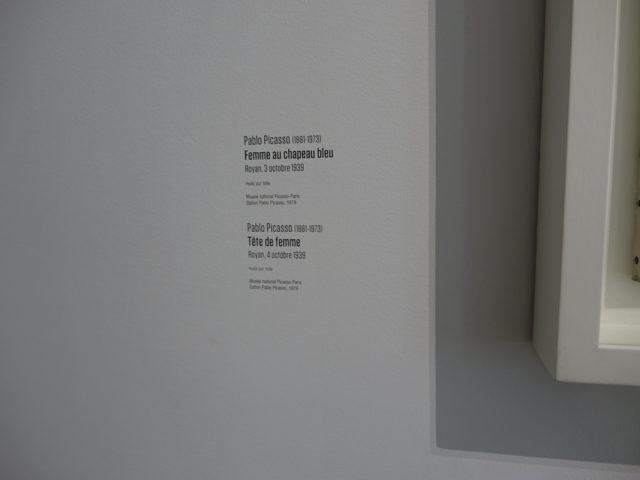 Pablo Picasso (1881-1973)
Femme au chapeau bleu
Royan, 3 octobre 1939
Huile sur toile
Musée national Picasso-Paris
Dation Pablo Picasso, 1979
Pablo Picasso (1881-1973)
Tête de femme
Royan, 4 octobre 1939
Huile sur toile
Musée national Picasso-Paris
Dation Pablo Picasso, 1979